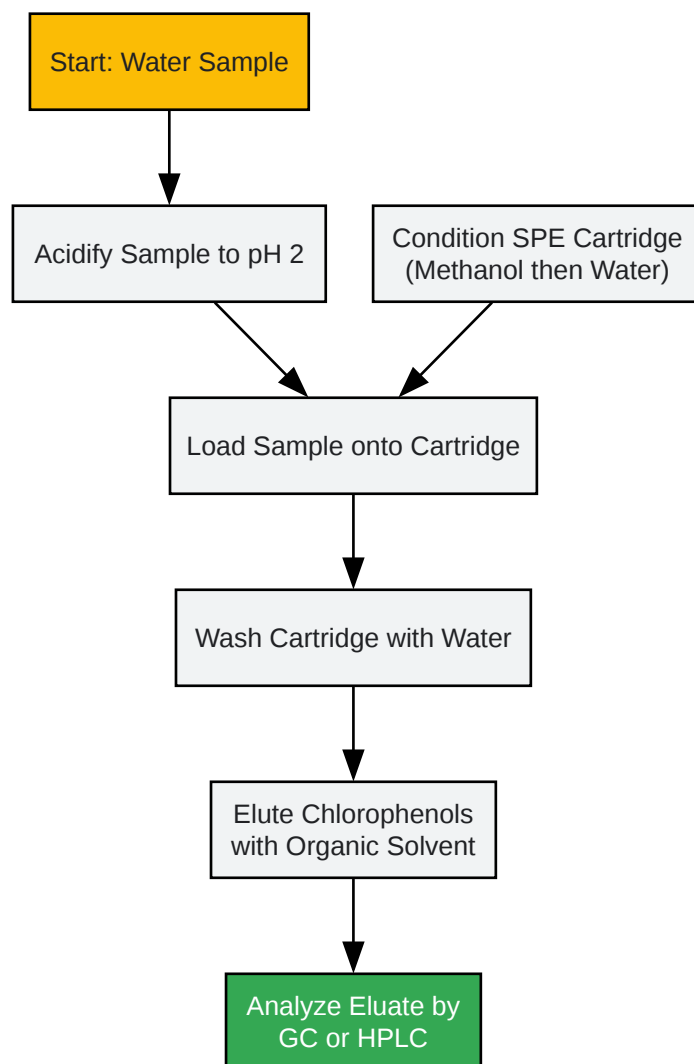 Start: Water Sample
Acidify Sample to pH 2
Condition SPE Cartridge
(Methanol then Water)
Load Sample onto Cartridge
Wash Cartridge with Water
Elute Chlorophenols
with Organic Solvent
Analyze Eluate by
GC or HPLC